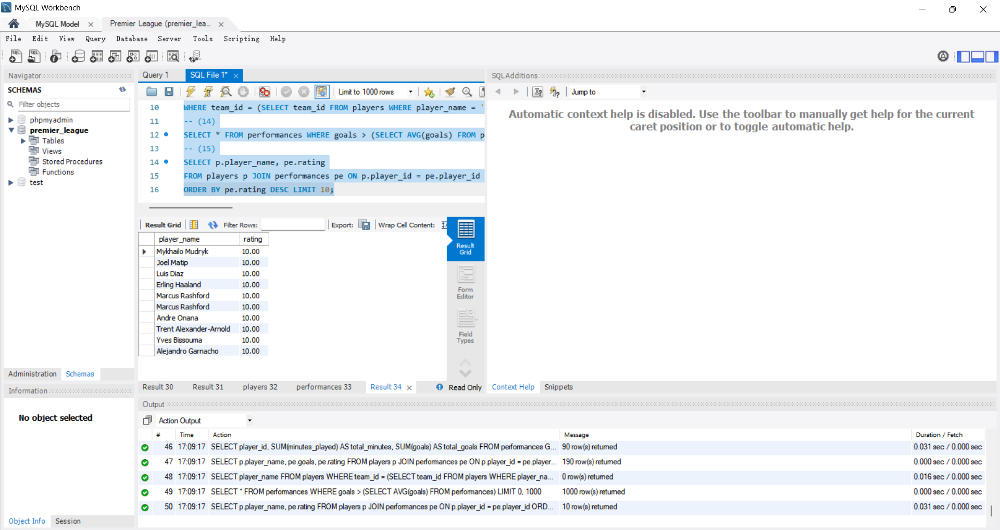 MySQL Workbench
MySQL Model
Premier League (premier_lea...
File Edit View Query Database Server Tools Scripting Help
Navigator
SCHEMAS
Filter objects
phpmyadmin
premier_league
Tables
Views
Stored Procedures
Functions
test
Administration Schemas
Information
No object selected
Object Info Session
Query 1
SQL File 1*
Limit to 1000 rows
10 WHERE team_id = (SELECT team_id FROM players WHERE player_name = '
11 -- (14)
12 SELECT * FROM performances WHERE goals > (SELECT AVG(goals) FROM p
13 -- (15)
14 SELECT p.player_name, pe.rating
15 FROM players p JOIN performances pe ON p.player_id = pe.player_id
16 ORDER BY pe.rating DESC LIMIT 10;
Result Grid Filter Rows: Export: Wrap Cell Content:
player_name rating
Mykhailo Mudryk 10.00
Joel Matip 10.00
Luis Diaz 10.00
Erling Haaland 10.00
Marcus Rashford 10.00
Marcus Rashford 10.00
Andre Onana 10.00
Trent Alexander-Arnold 10.00
Yves Bissouma 10.00
Alejandro Garnacho 10.00
Result
Grid
Form
Editor
Field
Types
Result 30 Result 31 players 32 performances 33 Result 34 Read Only
SQLAdditions
Jump to
Automatic context help is disabled. Use the toolbar to manually get help for the current
caret position or to toggle automatic help.
Context Help Snippets
Output
Action Output
# Time Action Message Duration / Fetch
46 17:09:17 SELECT player_id, SUM(minutes_played) AS total_minutes, SUM(goals) AS total_goals FROM performances G... 90 row(s) returned 0.031 sec / 0.000 sec
47 17:09:17 SELECT p.player_name, pe.goals, pe.rating FROM players p JOIN performances pe ON p.player_id = pe.player... 190 row(s) returned 0.000 sec / 0.000 sec
48 17:09:17 SELECT player_name FROM players WHERE team_id = (SELECT team_id FROM players WHERE player_na... 0 row(s) returned 0.016 sec / 0.000 sec
49 17:09:17 SELECT * FROM performances WHERE goals > (SELECT AVG(goals) FROM performances) LIMIT 0, 1000 1000 row(s) returned 0.000 sec / 0.000 sec
50 17:09:17 SELECT p.player_name, pe.rating FROM players p JOIN performances pe ON p.player_id = pe.player_id ORD... 10 row(s) returned 0.031 sec / 0.000 sec